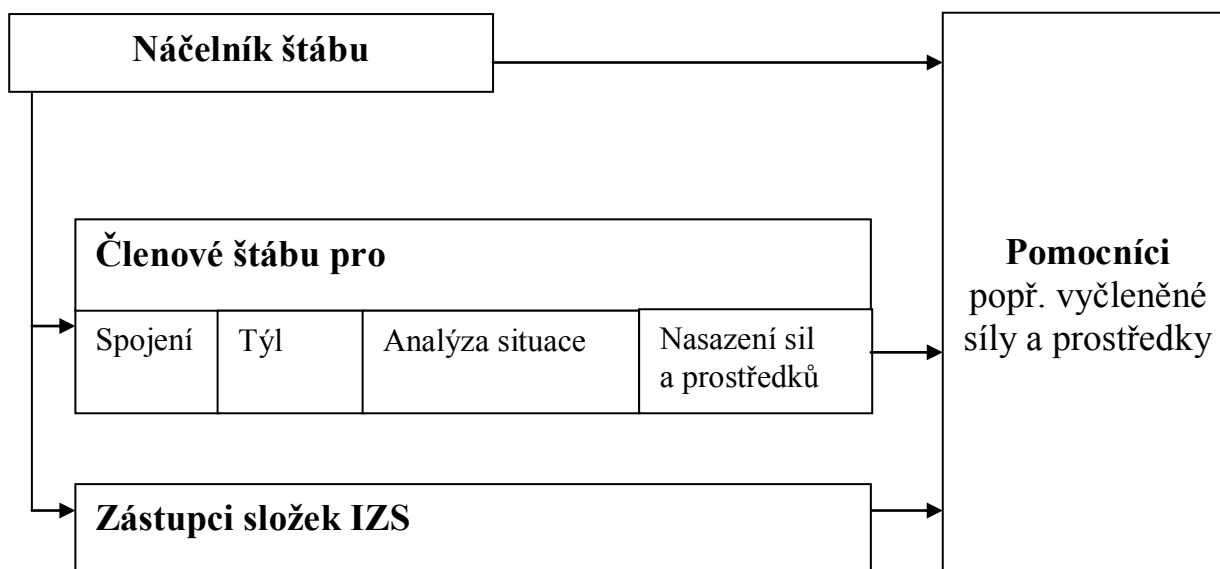 Náčelník štábu
Členové štábu pro
Spojení
Týl
Analýza situace
Nasazení sil
a prostředků
Zástupci složek IZS
Pomocníci
popř. vyčleněné
síly a prostředky